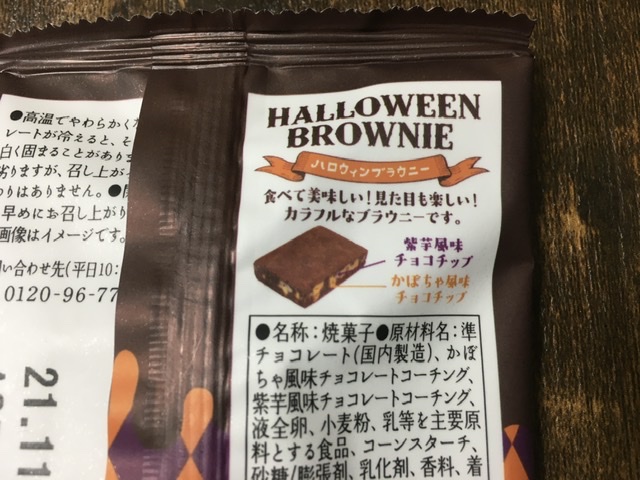 ●高温でやわらかく
レートが冷えると、そ
白く固まることがありま
劣りますが、召し上が
わりはありません。●
早めにお召し上がり
画像はイメージです。
い合わせ先(平日10:
0120-96-77
21.11
HALLOWEEN
BROWNIE
ハロウィンブラウニー
食べて美味しい!見た目も楽しい!
カラフルなブラウニーです。
紫芋風味
チョコチップ
かぼちゃ風味
チョコチップ
●名称:焼菓子●原材料名:準
チョコレート(国内製造)、かぼ
ちゃ風味チョコレートコーチング、
紫芋風味チョコレートコーチング、
液全卵、小麦粉、乳等を主要原
料とする食品、コーンスターチ、
砂糖/膨張剤、乳化剤、香料、着